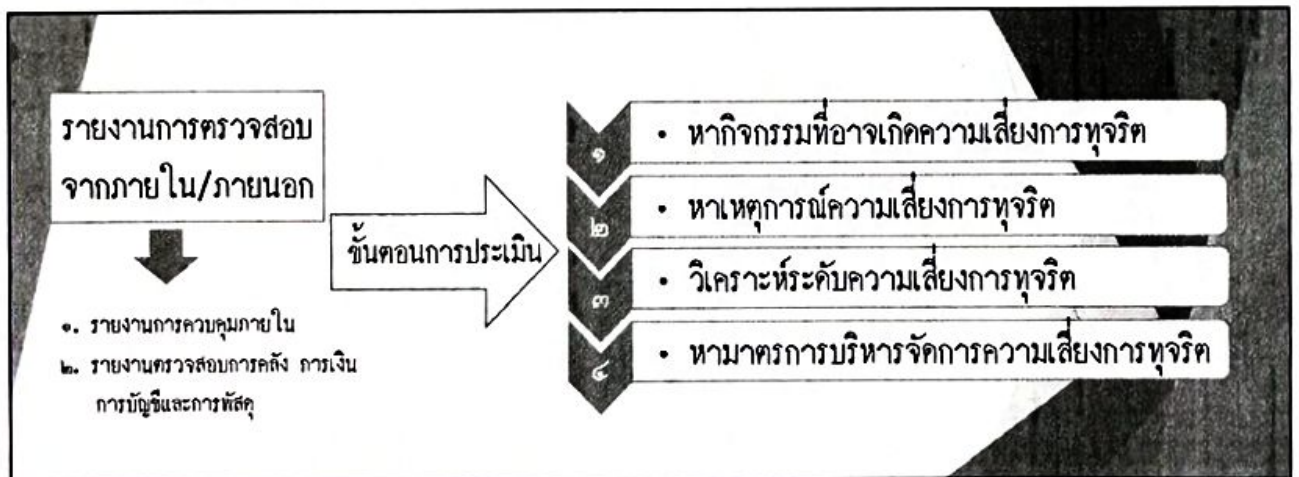 รายงานการตรวจสอบ
จากภายใน/ภายนอก
๑. รายงานการควบคุมภายใน
๒. รายงานตรวจสอบการคลัง การเงิน
การบัญชีและการพัสดุ
ขั้นตอนการประเมิน
๑
• หากิจกรรมที่อาจเกิดความเสี่ยงการทุจริต
๒
• หาเหตุการณ์ความเสี่ยงการทุจริต
๓
• วิเคราะห์ระดับความเสี่ยงการทุจริต
๔
• หามาตรการบริหารจัดการความเสี่ยงการทุจริต